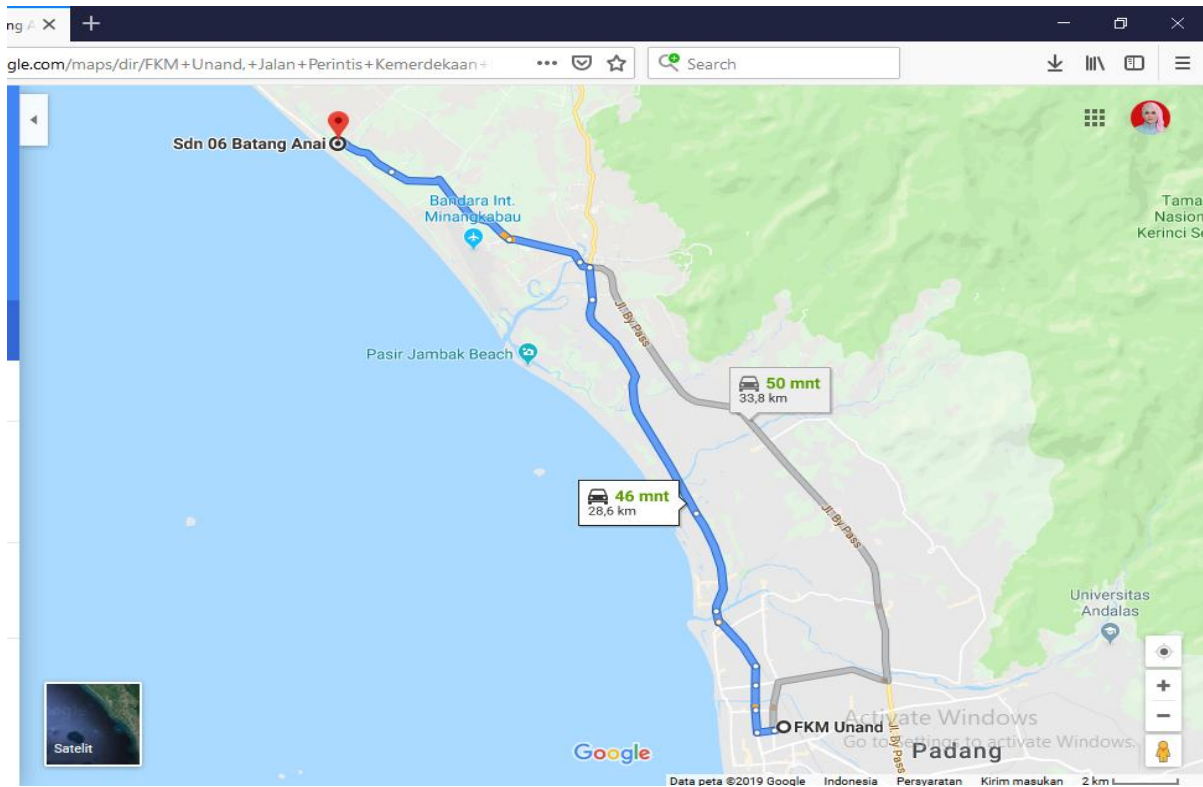 ng A
gle.com/maps/dir/FKM+Unand,+Jalan+Perintis+Kemerdekaan+
Search
Sdn 06 Batang Anai
Bandara Int.
Minangkabau
Tama
Nasion
Kerinci Se
Jl. By Pass
Pasir Jambak Beach
50 mnt
33,8 km
46 mnt
28,6 km
Jl. By Pass
Universitas
Andalas
FKM Unand
Jl. By Pass
Padang
Activate Windows
Go to Settings to activate Windows.
Satelit
Google
Data peta ©2019 Google Indonesia Persyaratan Kirim masukan 2 km